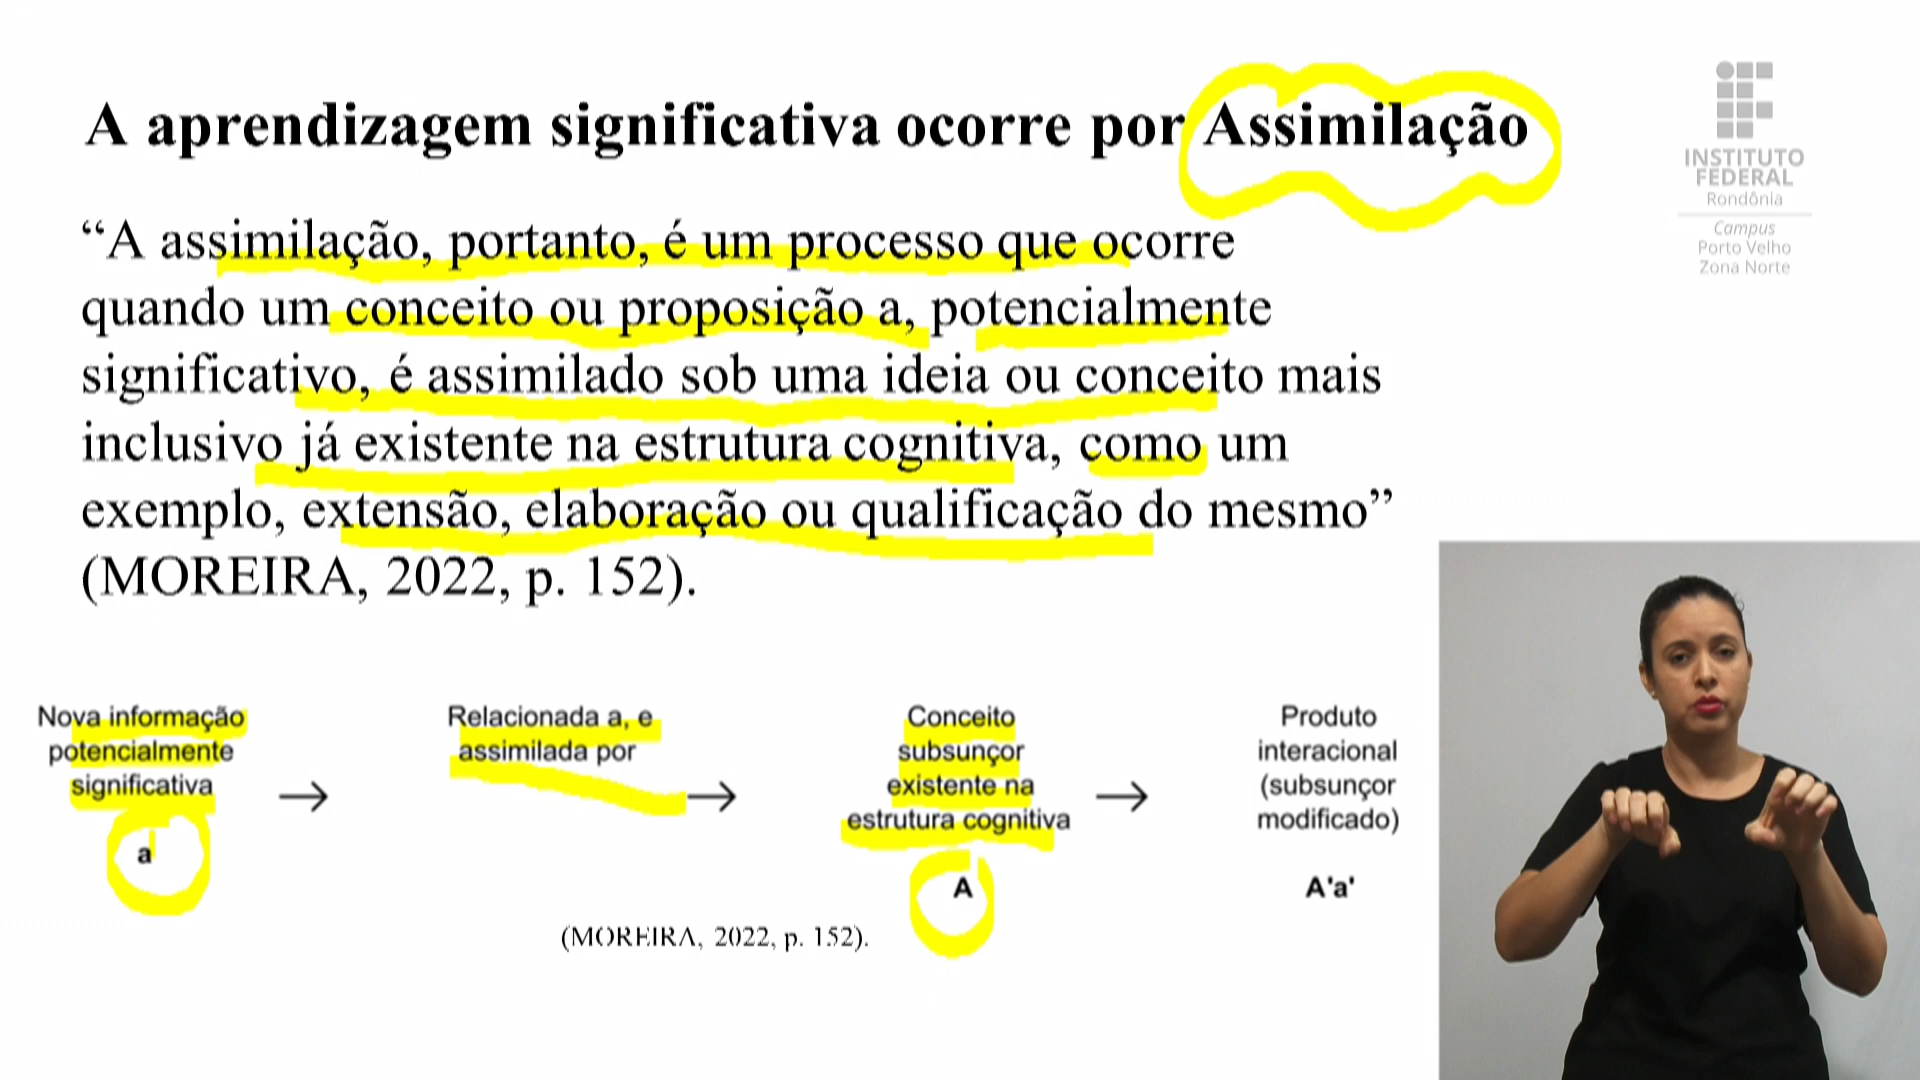 A aprendizagem significativa ocorre por Assimilação
INSTITUTO
FEDERAL
Rondônia
Campus
Porto Velho
Zona Norte
“A assimilação, portanto, é um processo que ocorre
quando um conceito ou proposição a, potencialmente
significativo, é assimilado sob uma ideia ou conceito mais
inclusivo já existente na estrutura cognitiva, como um
exemplo, extensão, elaboração ou qualificação do mesmo”
(MOREIRA, 2022, p. 152).
Nova informação
potencialmente
significativa
a
→
Relacionada a, e
assimilada por
→
Conceito
subsunçor
existente na
estrutura cognitiva
A
→
Produto
interacional
(subsunçor
modificado)
A'a'
(MOREIRA, 2022, p. 152).